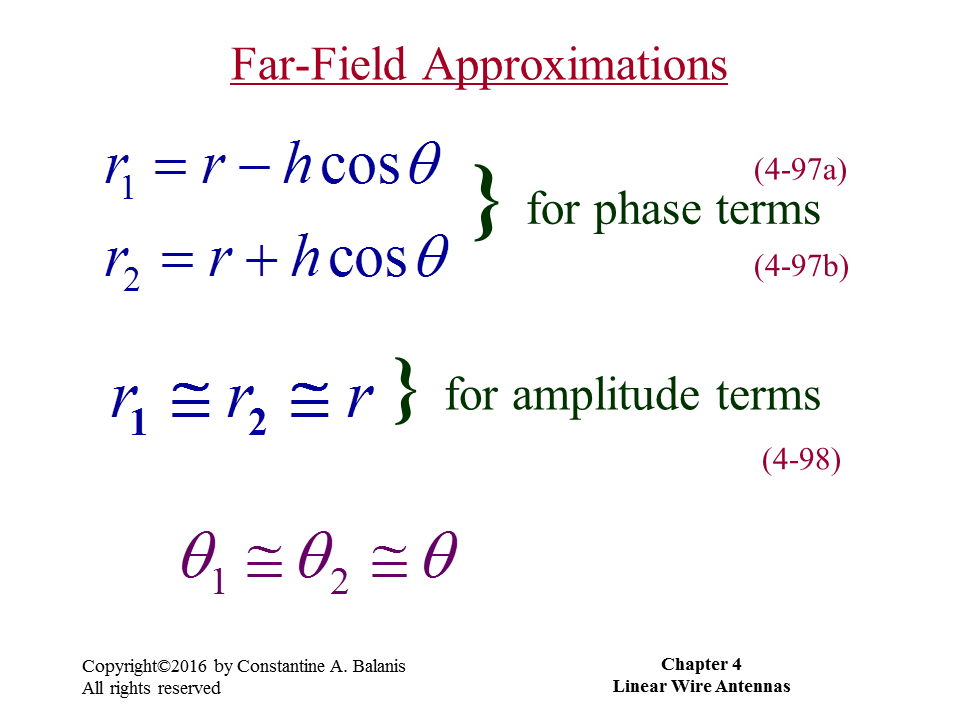 Far-Field Approximations
r₁ = r − h cos θ
(4-97a)
} for phase terms
r₂ = r + h cos θ
(4-97b)
r₁ ≅ r₂ ≅ r } for amplitude terms
(4-98)
θ₁ ≅ θ₂ ≅ θ
Copyright©2016 by Constantine A. Balanis
All rights reserved
Chapter 4
Linear Wire Antennas